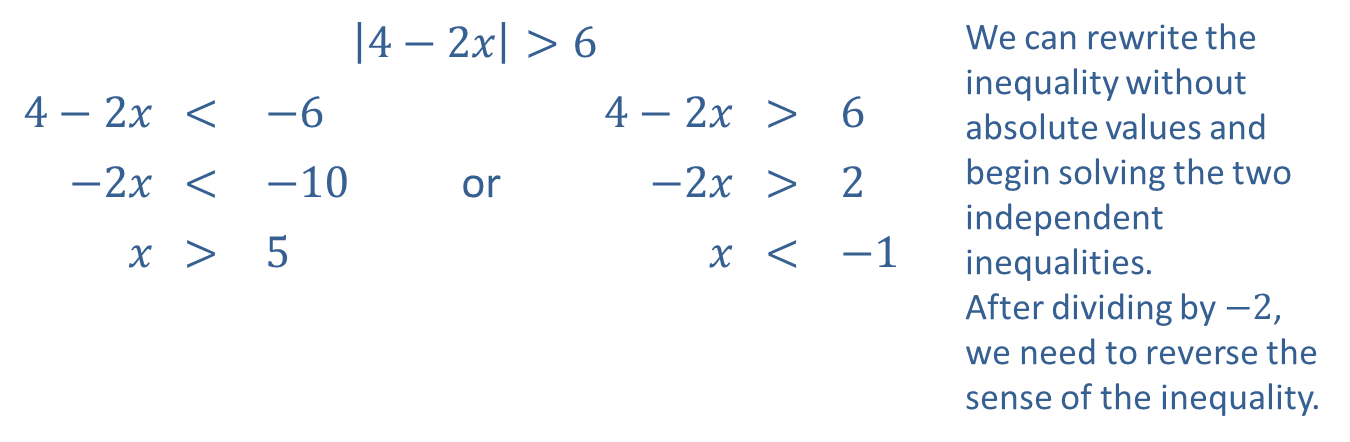 |4 − 2x| > 6
4 − 2x < −6
4 − 2x > 6
−2x < −10
or
−2x > 2
x > 5
x < −1
We can rewrite the
inequality without
absolute values and
begin solving the two
independent
inequalities.
After dividing by −2,
we need to reverse the
sense of the inequality.